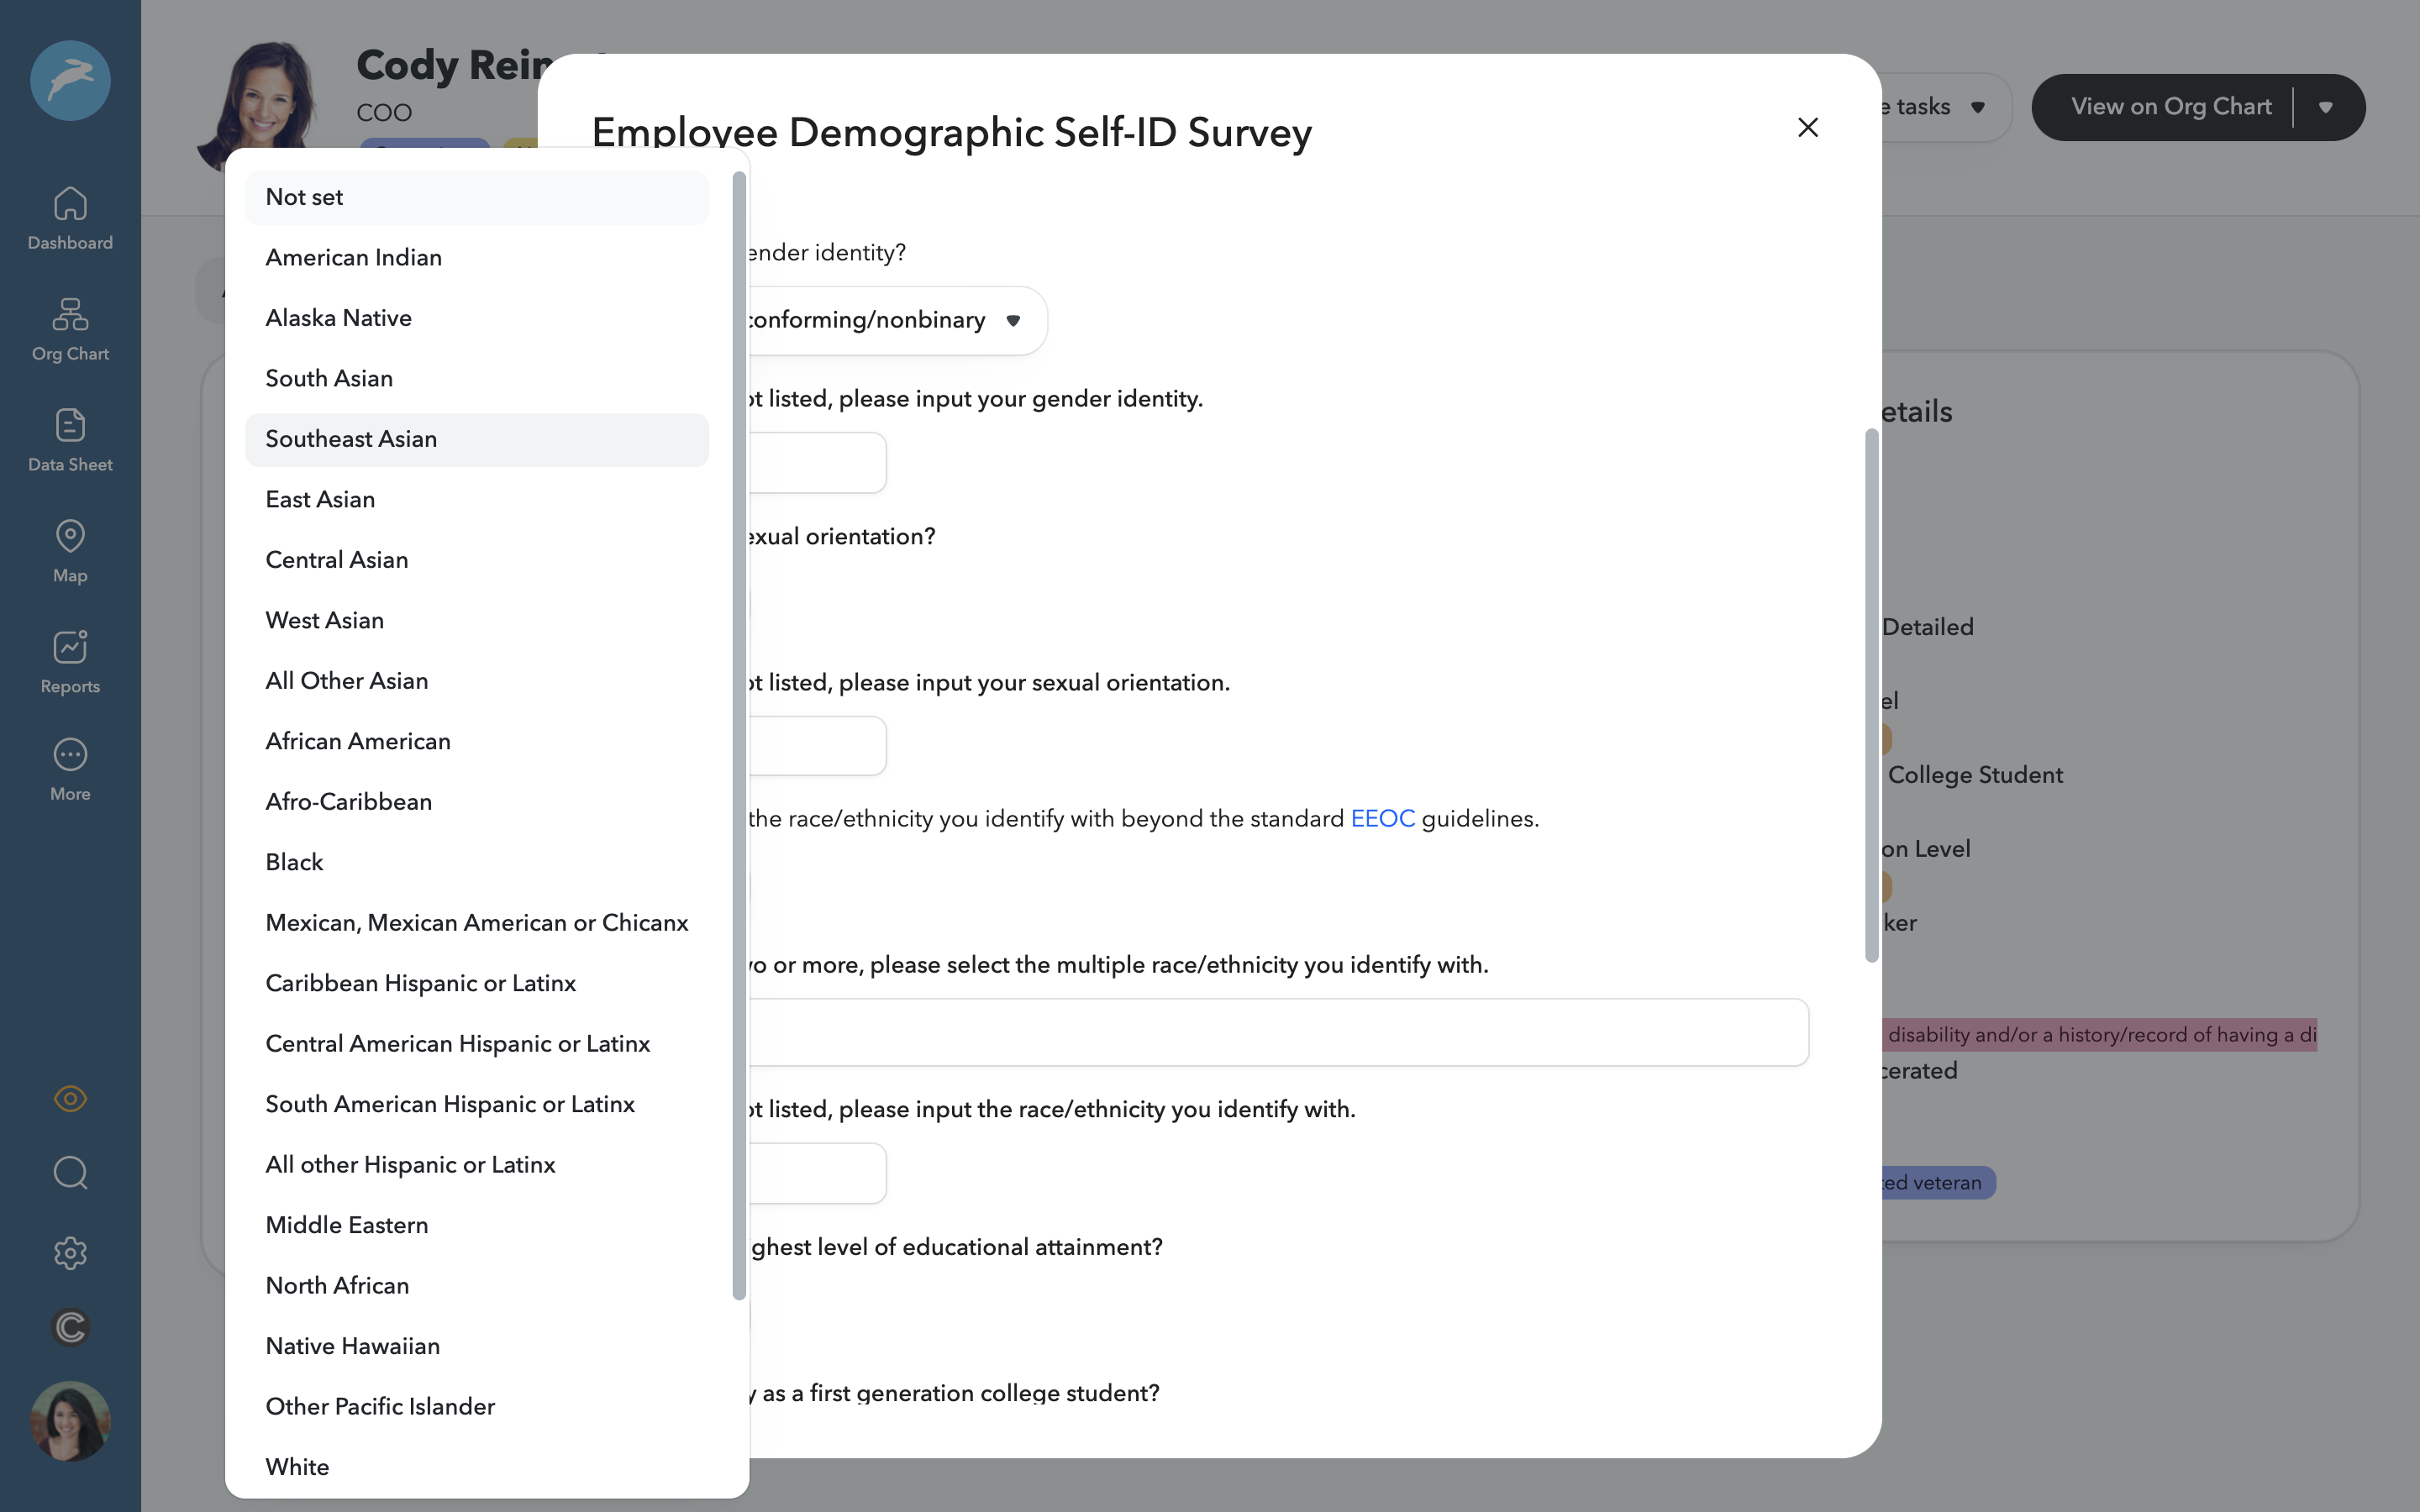 Cody Rein
COO
e tasks
View on Org Chart
Employee Demographic Self-ID Survey
Dashboard
Org Chart
Data Sheet
Map
Reports
More
Not set
American Indian
Alaska Native
South Asian
Southeast Asian
East Asian
Central Asian
West Asian
All Other Asian
African American
Afro-Caribbean
Black
Mexican, Mexican American or Chicanx
Caribbean Hispanic or Latinx
Central American Hispanic or Latinx
South American Hispanic or Latinx
All other Hispanic or Latinx
Middle Eastern
North African
Native Hawaiian
Other Pacific Islander
White
ender identity?
conforming/nonbinary
ot listed, please input your gender identity.
exual orientation?
ot listed, please input your sexual orientation.
the race/ethnicity you identify with beyond the standard EEOC guidelines.
vo or more, please select the multiple race/ethnicity you identify with.
ot listed, please input the race/ethnicity you identify with.
ghest level of educational attainment?
y as a first generation college student?
etails
Detailed
el
College Student
on Level
ker
disability and/or a history/record of having a di
cerated
ted veteran